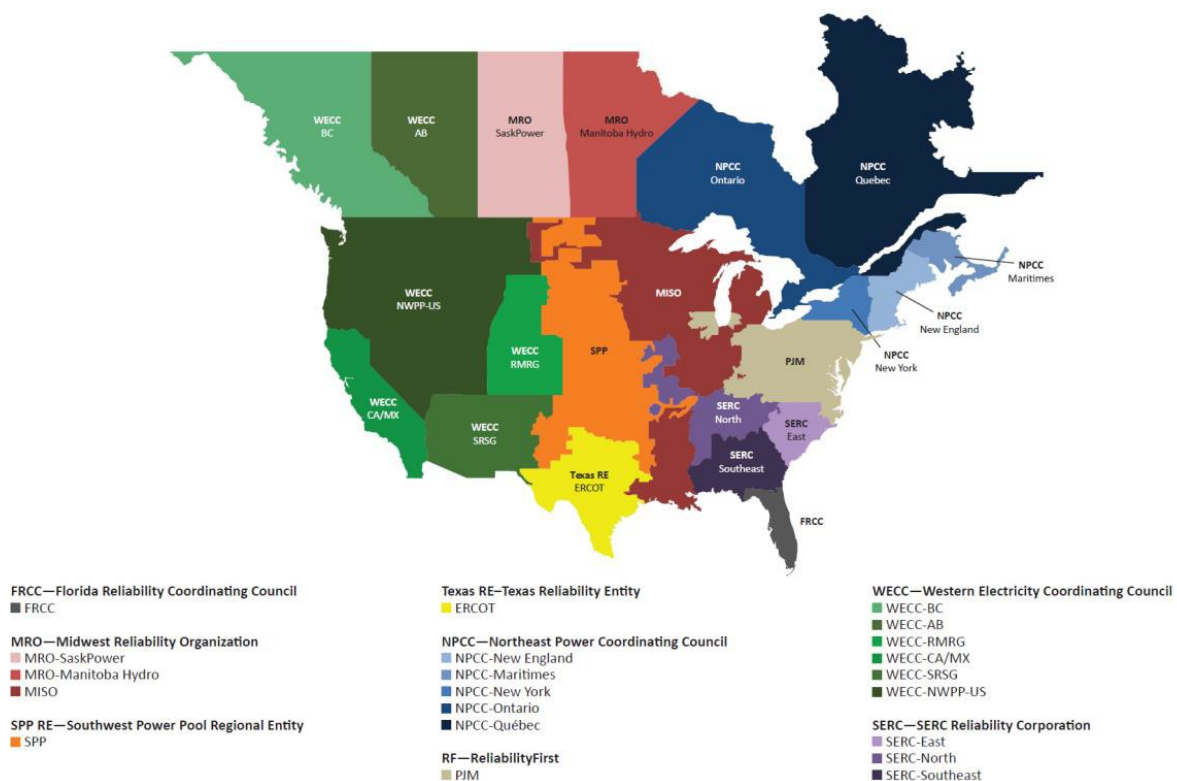 WECC
BC
WECC
AB
MRO
SaskPower
MRO
Manitoba Hydro
NPCC
Ontario
NPCC
Quebec
NPCC
Maritimes
NPCC
New England
NPCC
New York
WECC
NWPP-US
MISO
WECC
RMRG
SPP
PJM
WECC
CA/MX
WECC
SRSG
SERC
North
SERC
East
SERC
Southeast
Texas RE
ERCOT
FRCC
FRCC—Florida Reliability Coordinating Council
FRCC
MRO—Midwest Reliability Organization
MRO-SaskPower
MRO-Manitoba Hydro
MISO
SPP RE—Southwest Power Pool Regional Entity
SPP
Texas RE–Texas Reliability Entity
ERCOT
NPCC—Northeast Power Coordinating Council
NPCC-New England
NPCC-Maritimes
NPCC-New York
NPCC-Ontario
NPCC-Québec
RF—ReliabilityFirst
PJM
WECC—Western Electricity Coordinating Council
WECC-BC
WECC-AB
WECC-RMRG
WECC-CA/MX
WECC-SRSG
WECC-NWPP-US
SERC—SERC Reliability Corporation
SERC-East
SERC-North
SERC-Southeast